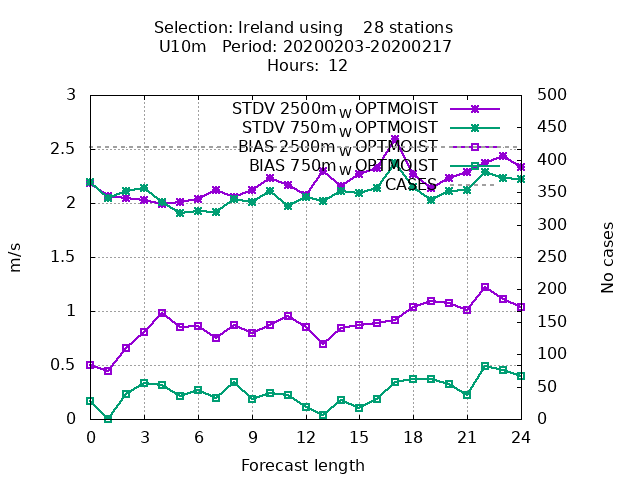 Selection: Ireland using 28 stations
U10m Period: 20200203-20200217
Hours: 12
3
2.5
2
1.5
1
0.5
0
500
450
400
350
300
250
200
150
100
50
0
STDV 2500m_W OPTMOIST
STDV 750m_W OPTMOIST
BIAS 2500m_W OPTMOIST
BIAS 750m_W OPTMOIST
CASES
m/s
No cases
0 3 6 9 12 15 18 21 24
Forecast length